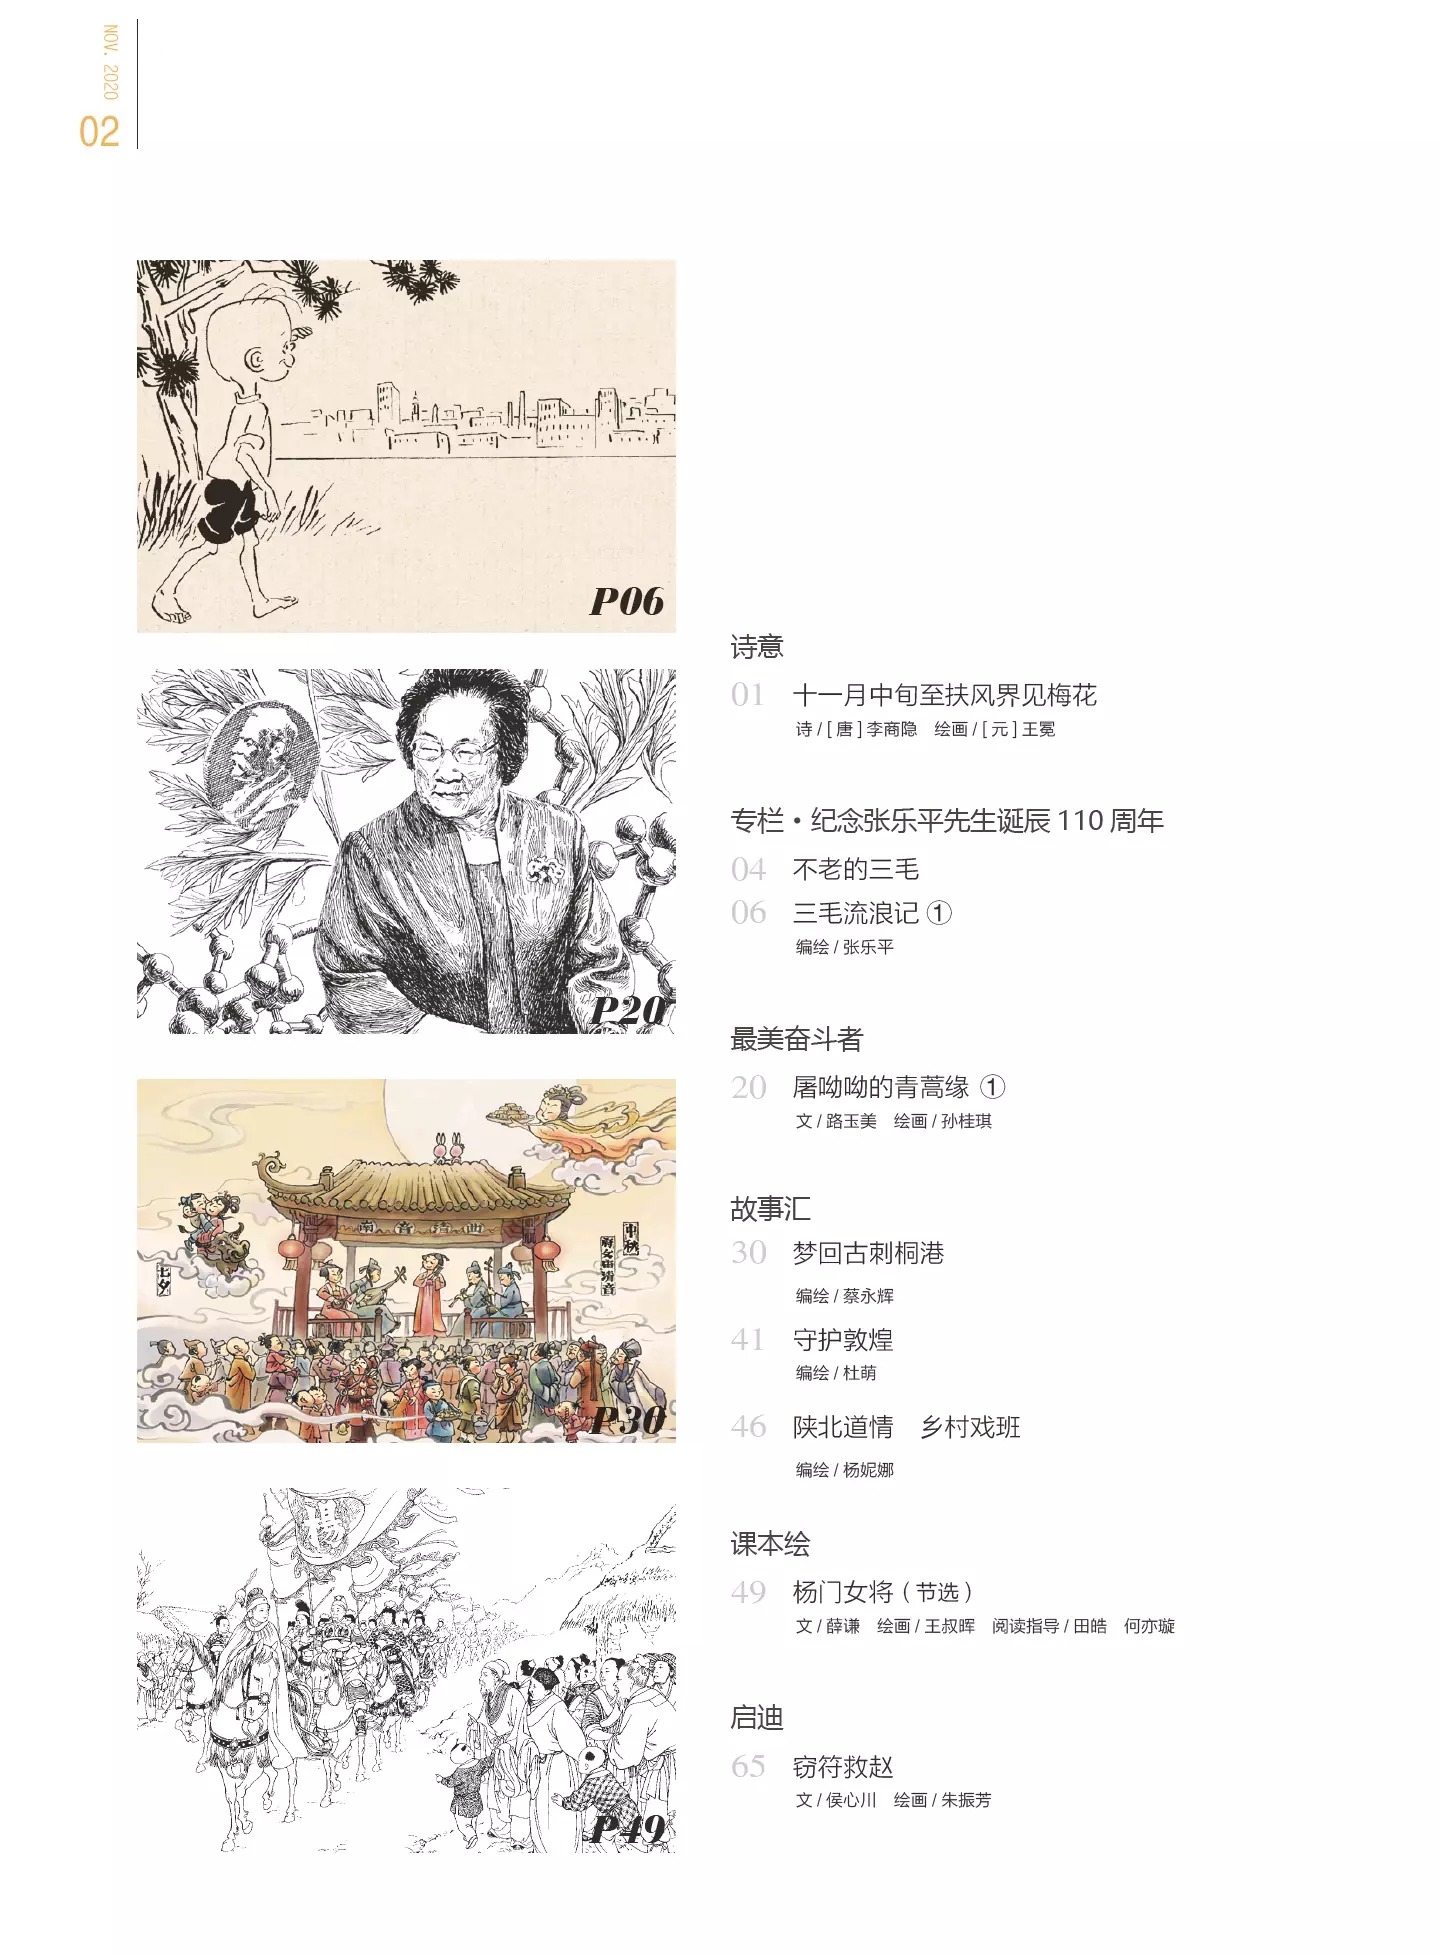 NOV. 2020
02
P06
P20
南音清曲
中秋
府文庙清音
七夕
P30
楊
P49
诗意
01 十一月中旬至扶风界见梅花
诗 / [ 唐 ] 李商隐 绘画 / [ 元 ] 王冕
专栏·纪念张乐平先生诞辰 110 周年
04 不老的三毛
06 三毛流浪记 ①
编绘 / 张乐平
最美奋斗者
20 屠呦呦的青蒿缘 ①
文 / 路玉美 绘画 / 孙桂琪
故事汇
30 梦回古刺桐港
编绘 / 蔡永辉
41 守护敦煌
编绘 / 杜萌
46 陕北道情 乡村戏班
编绘 / 杨妮娜
课本绘
49 杨门女将（节选）
文 / 薛谦 绘画 / 王叔晖 阅读指导 / 田皓 何亦璇
启迪
65 窃符救赵
文 / 侯心川 绘画 / 朱振芳